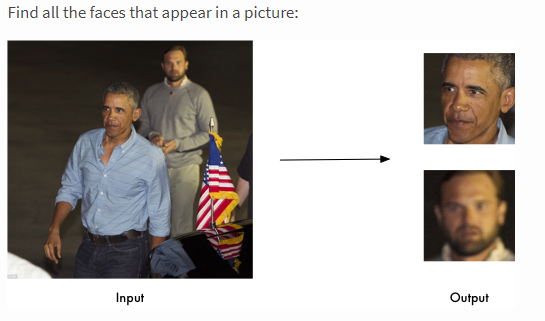 Find all the faces that appear in a picture:
Input
Output